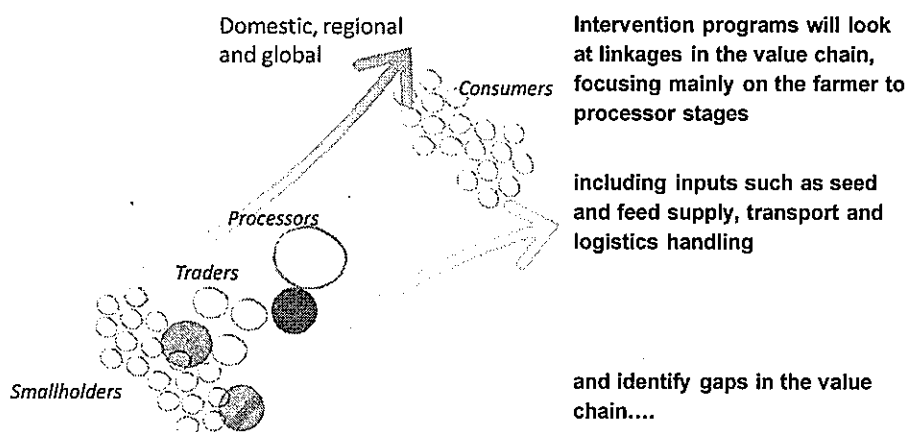 Domestic, regional
and global
Consumers
Processors
Traders
Smallholders
Intervention programs will look
at linkages in the value chain,
focusing mainly on the farmer to
processor stages
including inputs such as seed
and feed supply, transport and
logistics handling
and identify gaps in the value
chain....